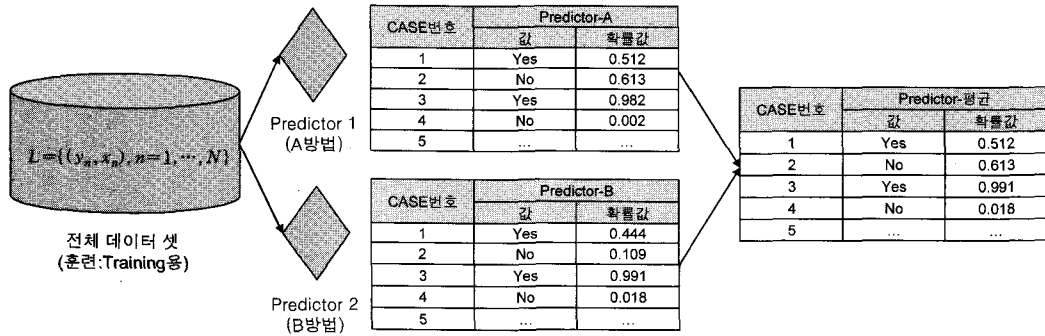 L={(yₙ, xₙ), n=1, ⋯, N}
전체 데이터 셋
(훈련:Training용)
Predictor 1
(A방법)
Predictor 2
(B방법)
CASE번호 Predictor-A
값 확률값
1 Yes 0.512
2 No 0.613
3 Yes 0.982
4 No 0.002
5 ... ...
CASE번호 Predictor-B
값 확률값
1 Yes 0.444
2 No 0.109
3 Yes 0.991
4 No 0.018
5 ... ...
CASE번호 Predictor-평균
값 확률값
1 Yes 0.512
2 No 0.613
3 Yes 0.991
4 No 0.018
5 ... ...